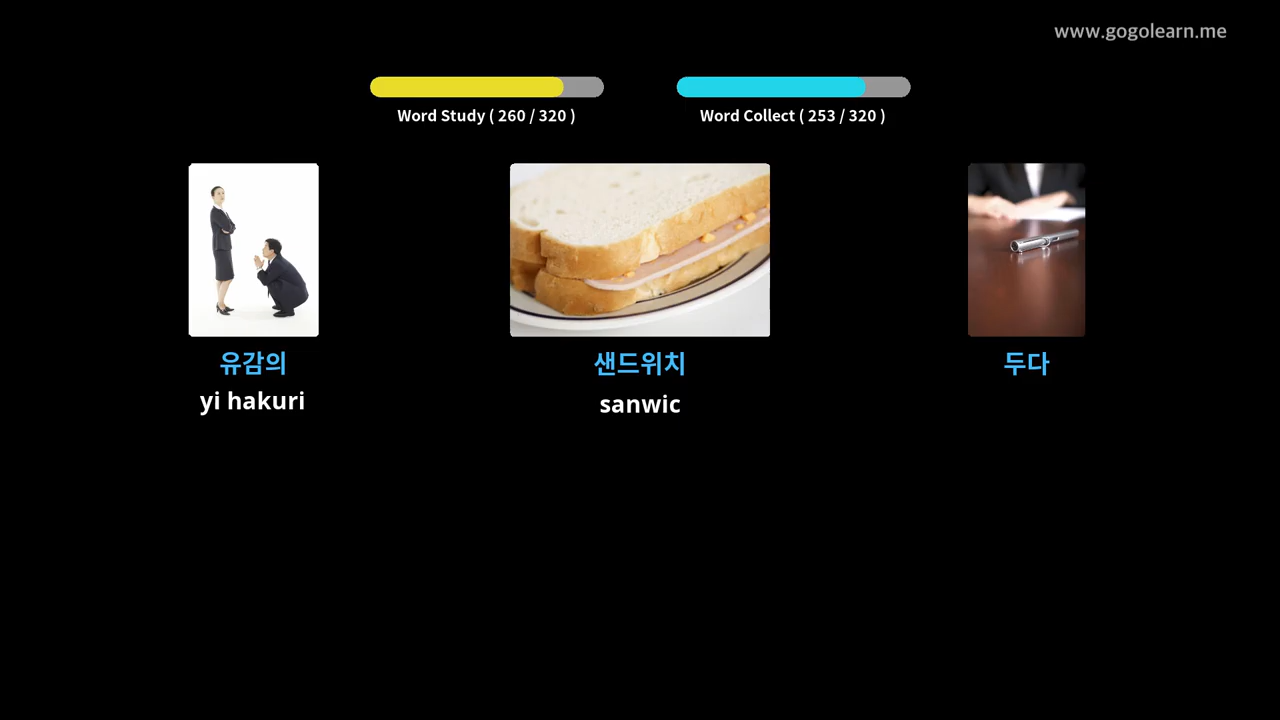 www.gogolearn.me
Word Study ( 260 / 320 )
Word Collect ( 253 / 320 )
유감의
샌드위치
두다
yi hakuri
sanwic